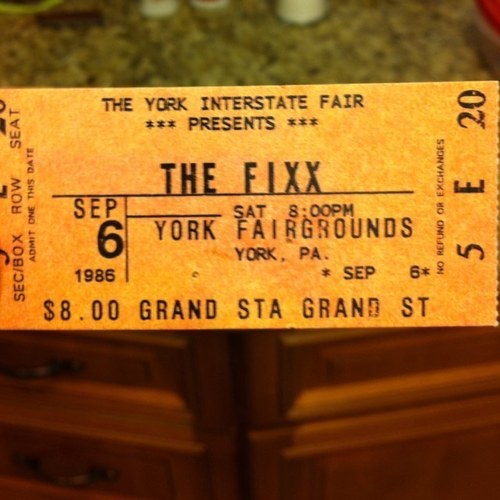 THE YORK INTERSTATE FAIR
*** PRESENTS ***
THE FIXX
SEP
6
1986
SAT 8:00PM
YORK FAIRGROUNDS
YORK, PA.
* SEP 6*
$8.00 GRAND STA GRAND ST
SEC/BOX ROW SEAT
ADMIT ONE THIS DATE
NO REFUND OR EXCHANGES
5 E 20